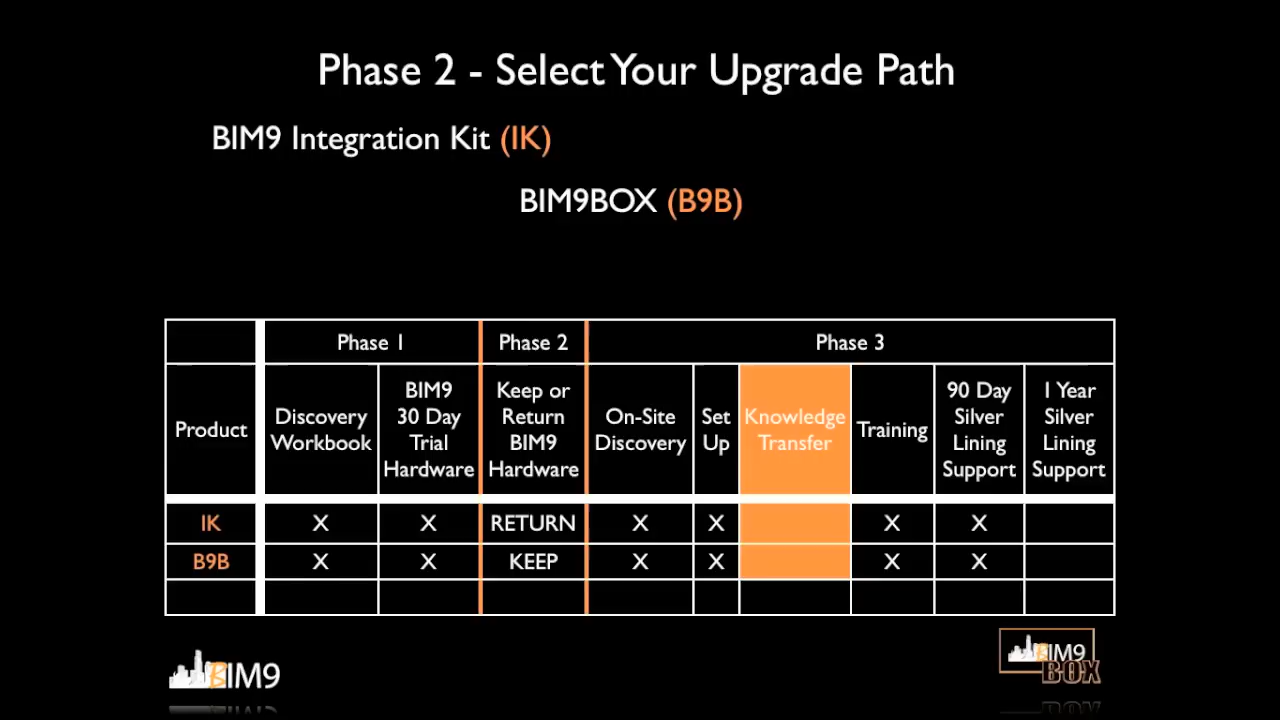 Phase 2 - Select Your Upgrade Path
BIM9 Integration Kit (IK)
BIM9BOX (B9B)
Phase 1 Phase 2 Phase 3
Product
Discovery
Workbook
BIM9
30 Day
Trial
Hardware
Keep or
Return
BIM9
Hardware
On-Site
Discovery
Set
Up
Knowledge
Transfer
Training
90 Day
Silver
Lining
Support
1 Year
Silver
Lining
Support
IK X X RETURN X X X X
B9B X X KEEP X X X X
BIM9
BIM9
BOX